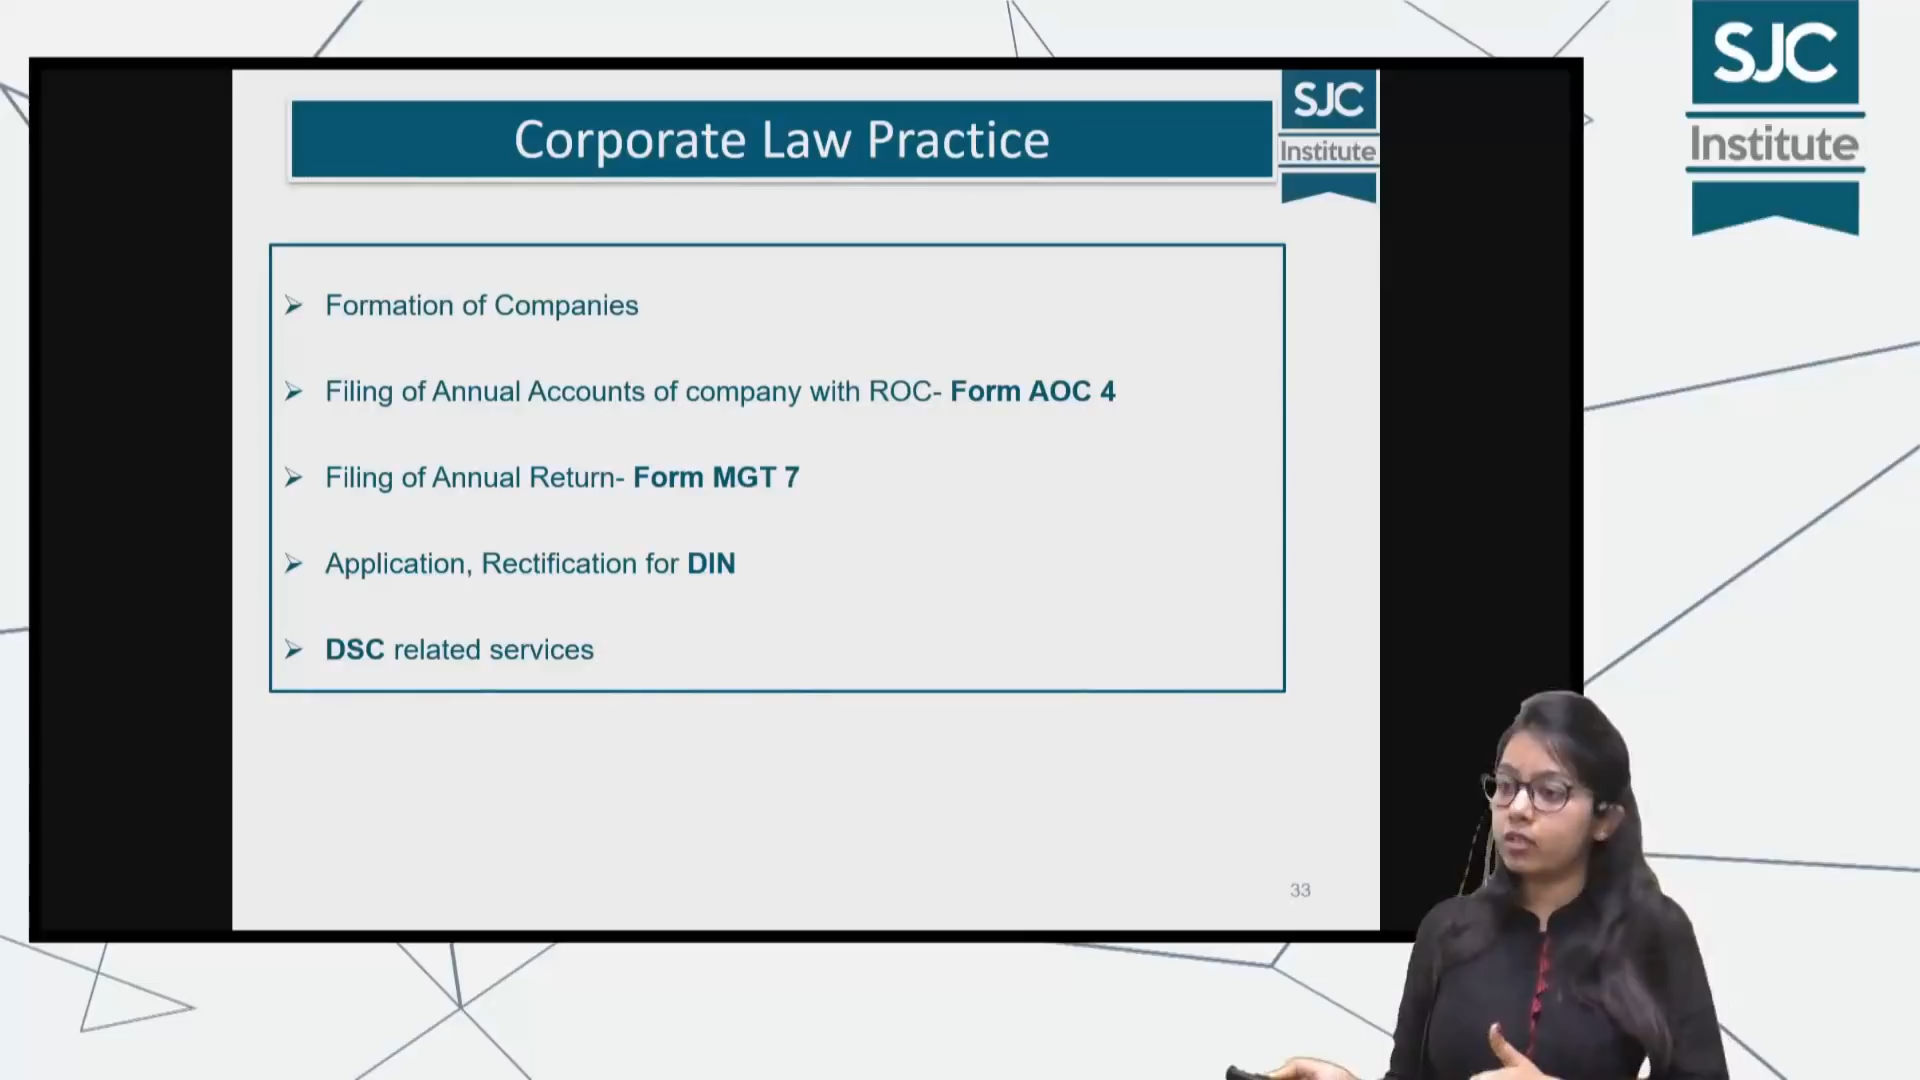 SJC
Institute
Corporate Law Practice
SJC
Institute
➢ Formation of Companies
➢ Filing of Annual Accounts of company with ROC- Form AOC 4
➢ Filing of Annual Return- Form MGT 7
➢ Application, Rectification for DIN
➢ DSC related services
33